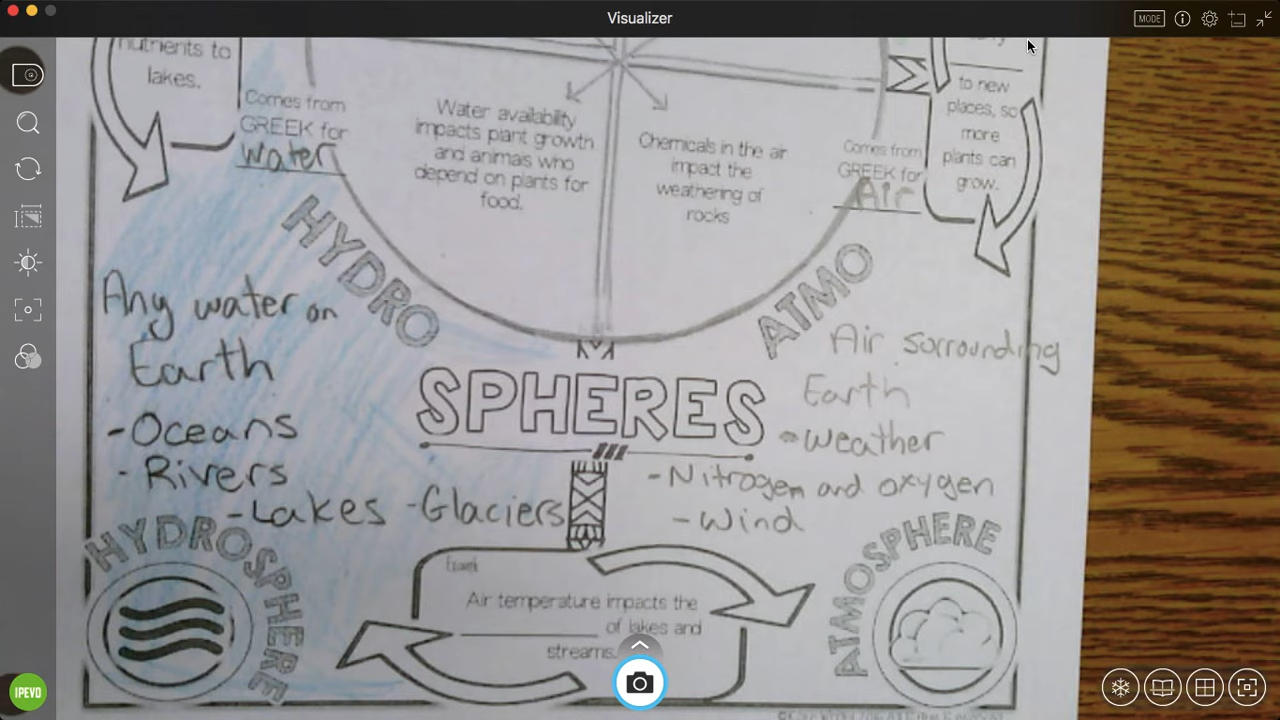 Visualizer
MODE
nutrients to
lakes.
Comes from
GREEK for
water
Water availability
impacts plant growth
and animas who
depend on plants for
food.
Chemicals in the air
impact the
weathering of
rocks
Comes from
GREEK for
Air
to new
places, so
more
plants can
grow.
HYDRO
ATMO
SPHERES
Any water on
Earth
-Oceans
- Rivers
-Lakes -Glaciers
Air surrounding
Earth
-weather
-Nitrogen and oxygen
-Wind
HYDROSPHERE
ATMOSPHERE
Example
Air temperature impacts the
__________ of lakes and
streams.
IPEVO